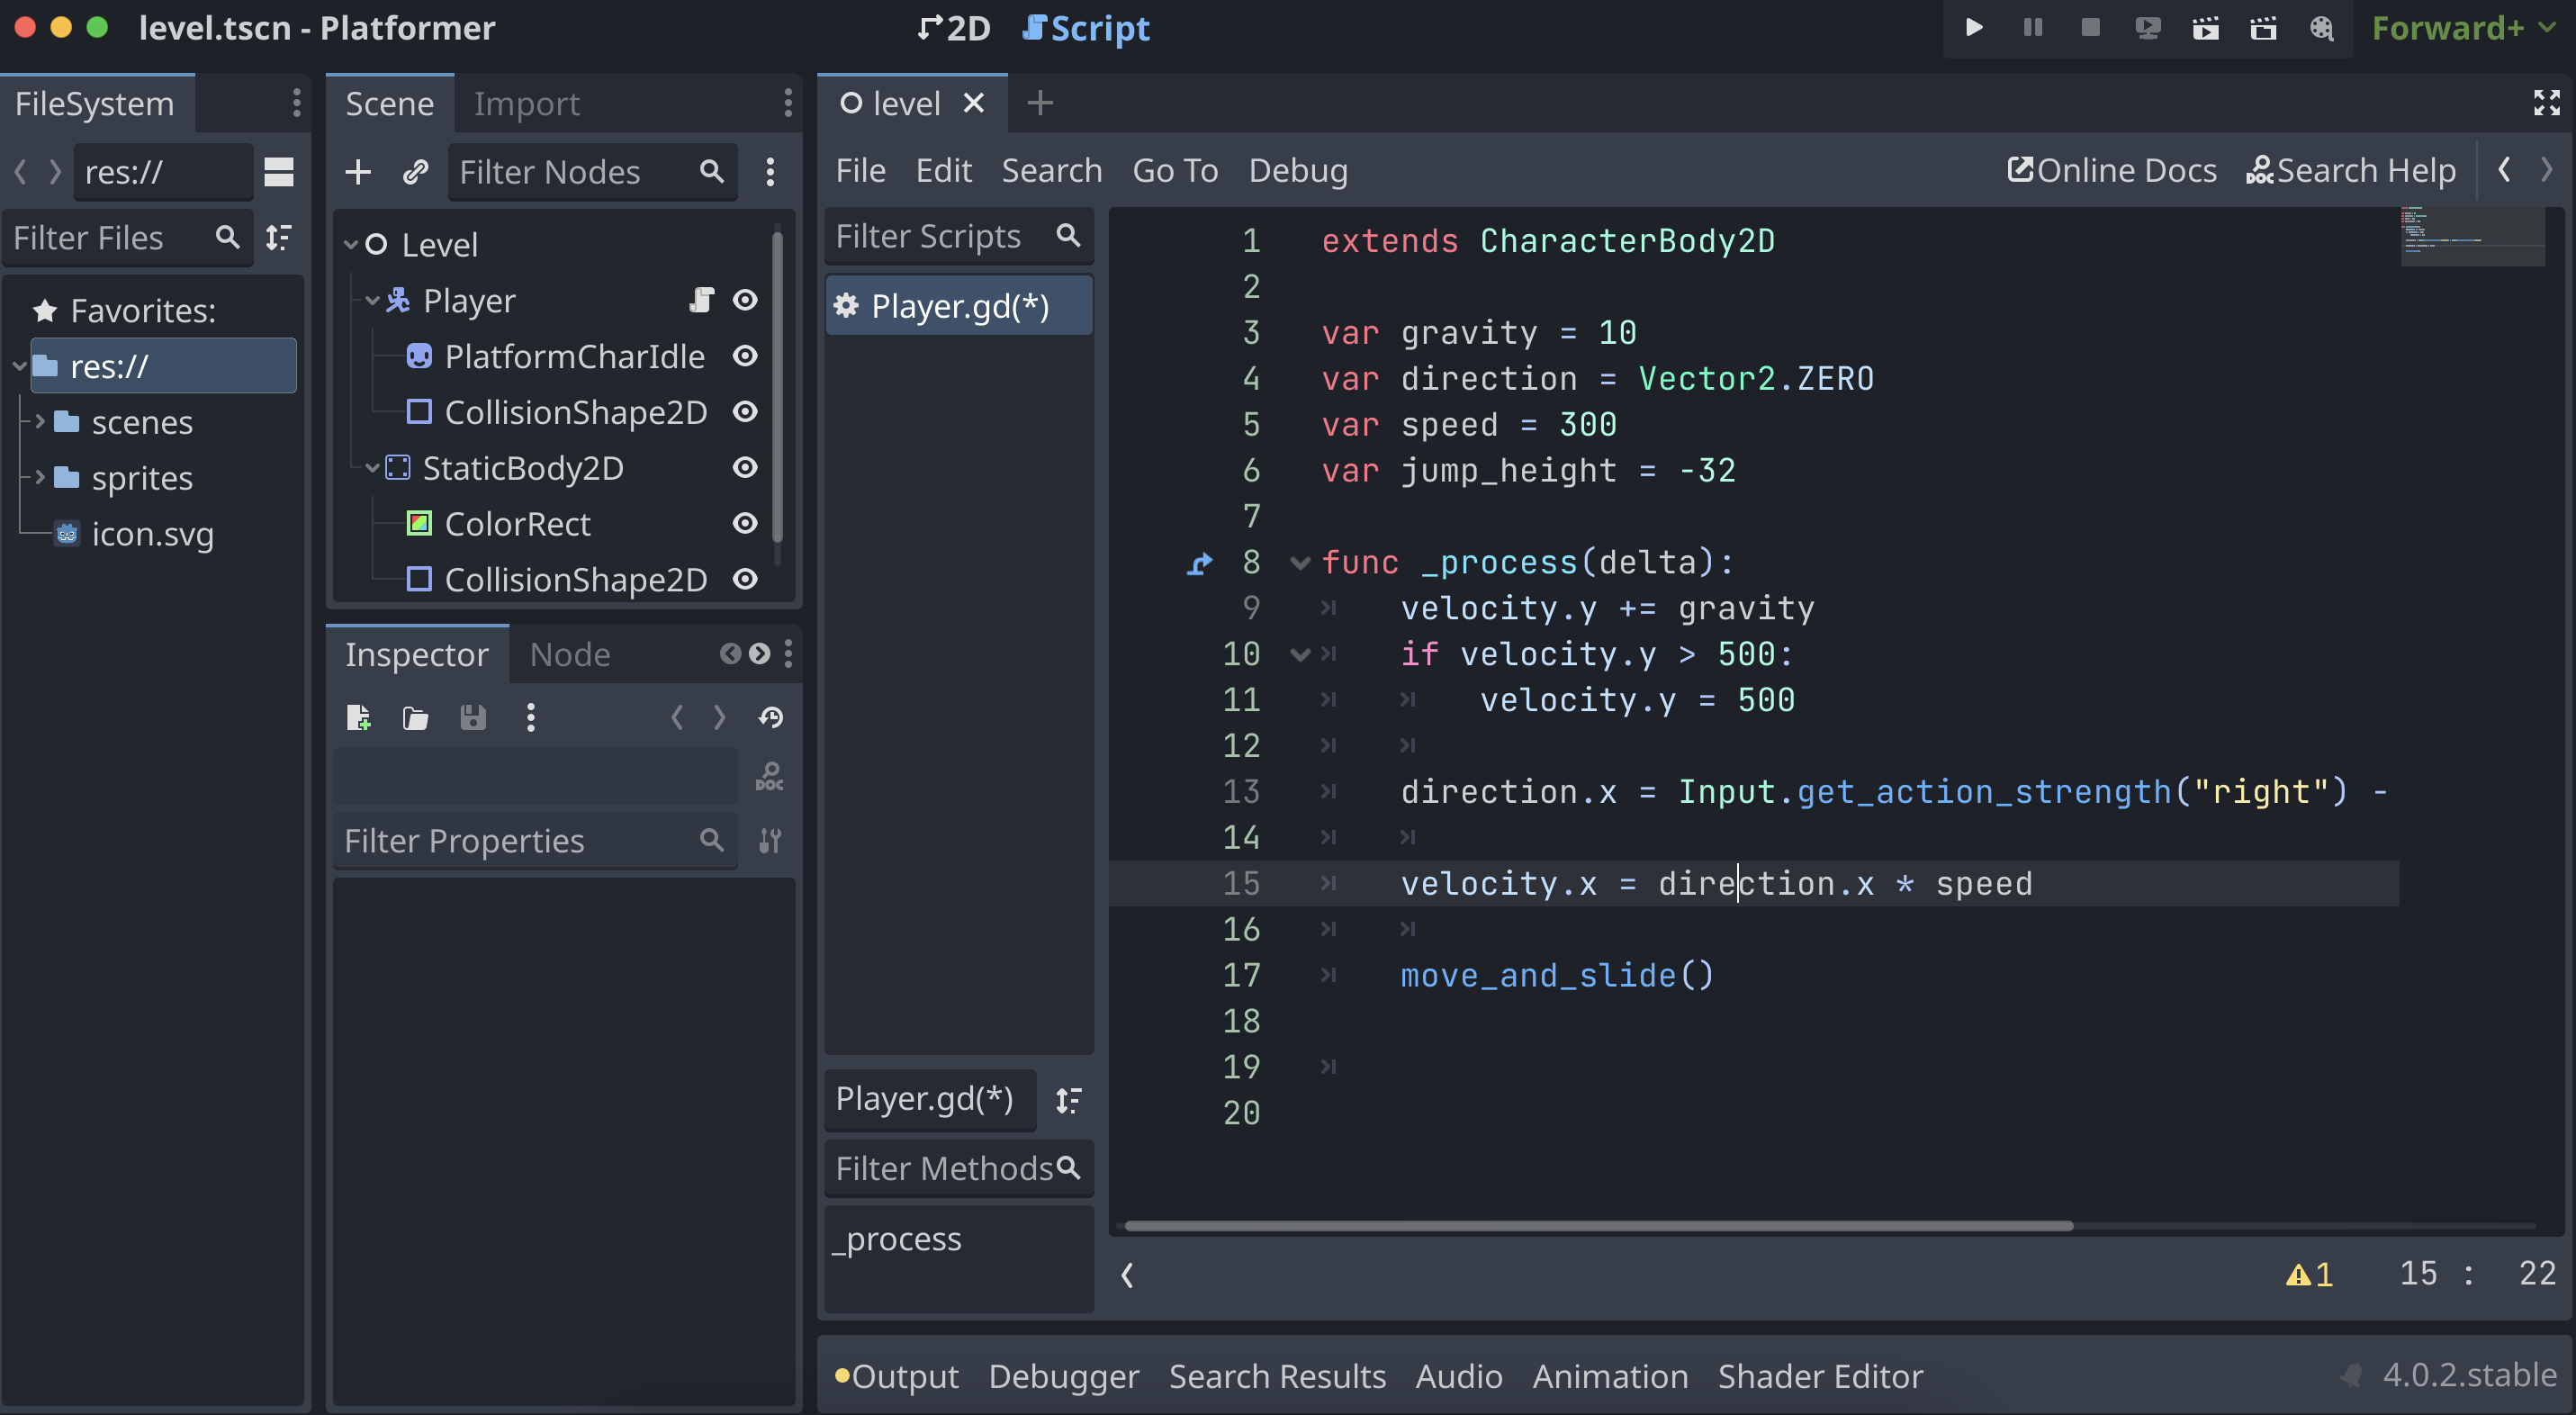 level.tscn - Platformer
2D
Script
Forward+
FileSystem
res://
Filter Files
Favorites:
res://
scenes
sprites
icon.svg
Scene
Import
Filter Nodes
Level
Player
PlatformCharIdle
CollisionShape2D
StaticBody2D
ColorRect
CollisionShape2D
Inspector
Node
DOC
Filter Properties
level
File Edit Search Go To Debug
Online Docs
DOC Search Help
Filter Scripts
Player.gd(*)
Player.gd(*)
Filter Methods
_process
1 extends CharacterBody2D
2
3 var gravity = 10
4 var direction = Vector2.ZERO
5 var speed = 300
6 var jump_height = -32
7
8 func _process(delta):
9 velocity.y += gravity
10 if velocity.y > 500:
11 velocity.y = 500
12
13 direction.x = Input.get_action_strength("right") -
14
15 velocity.x = direction.x * speed
16
17 move_and_slide()
18
19
20
1 15 : 22
Output Debugger Search Results Audio Animation Shader Editor
4.0.2.stable